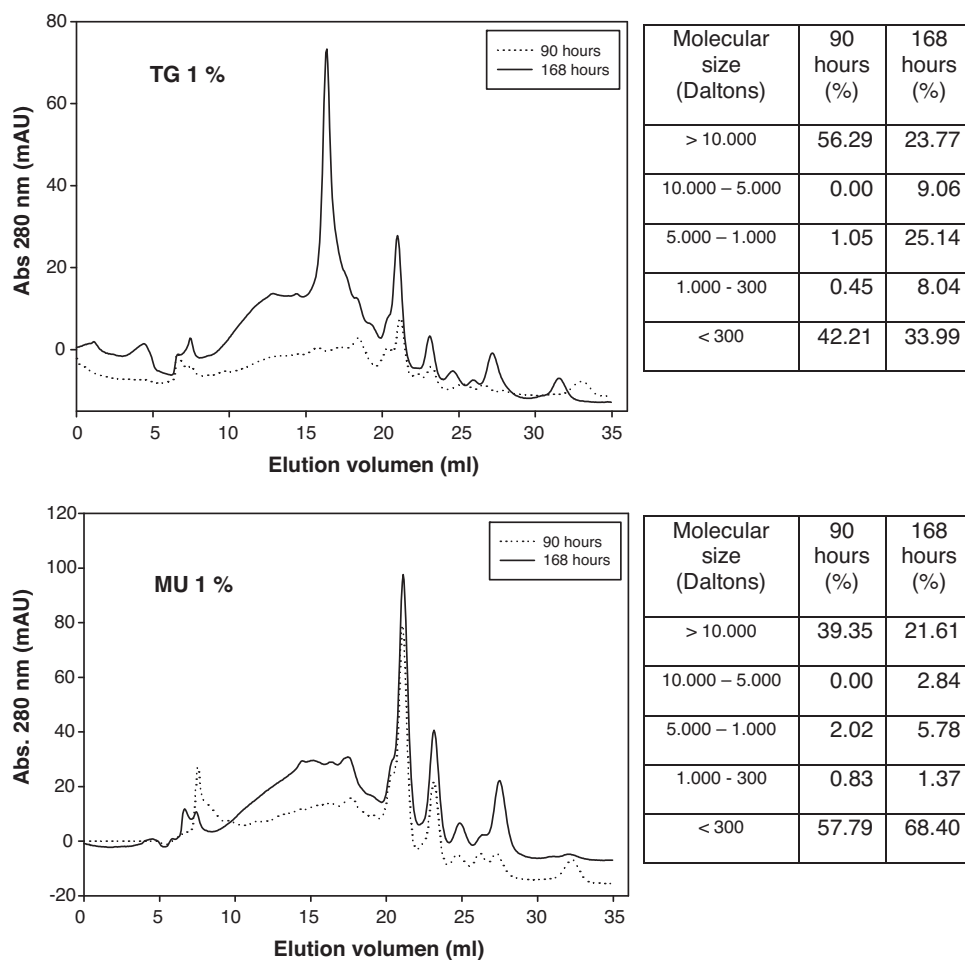 80
60
40
20
0
Abs 280 nm (mAU)
TG 1 %
90 hours
168 hours
0 5 10 15 20 25 30 35
Elution volumen (ml)
Molecular size (Daltons) 90 hours (%) 168 hours (%)
> 10.000 56.29 23.77
10.000 – 5.000 0.00 9.06
5.000 – 1.000 1.05 25.14
1.000 - 300 0.45 8.04
< 300 42.21 33.99
120
100
80
60
40
20
0
-20
Abs. 280 nm (mAU)
MU 1 %
90 hours
168 hours
0 5 10 15 20 25 30 35
Elution volumen (ml)
Molecular size (Daltons) 90 hours (%) 168 hours (%)
> 10.000 39.35 21.61
10.000 – 5.000 0.00 2.84
5.000 – 1.000 2.02 5.78
1.000 - 300 0.83 1.37
< 300 57.79 68.40